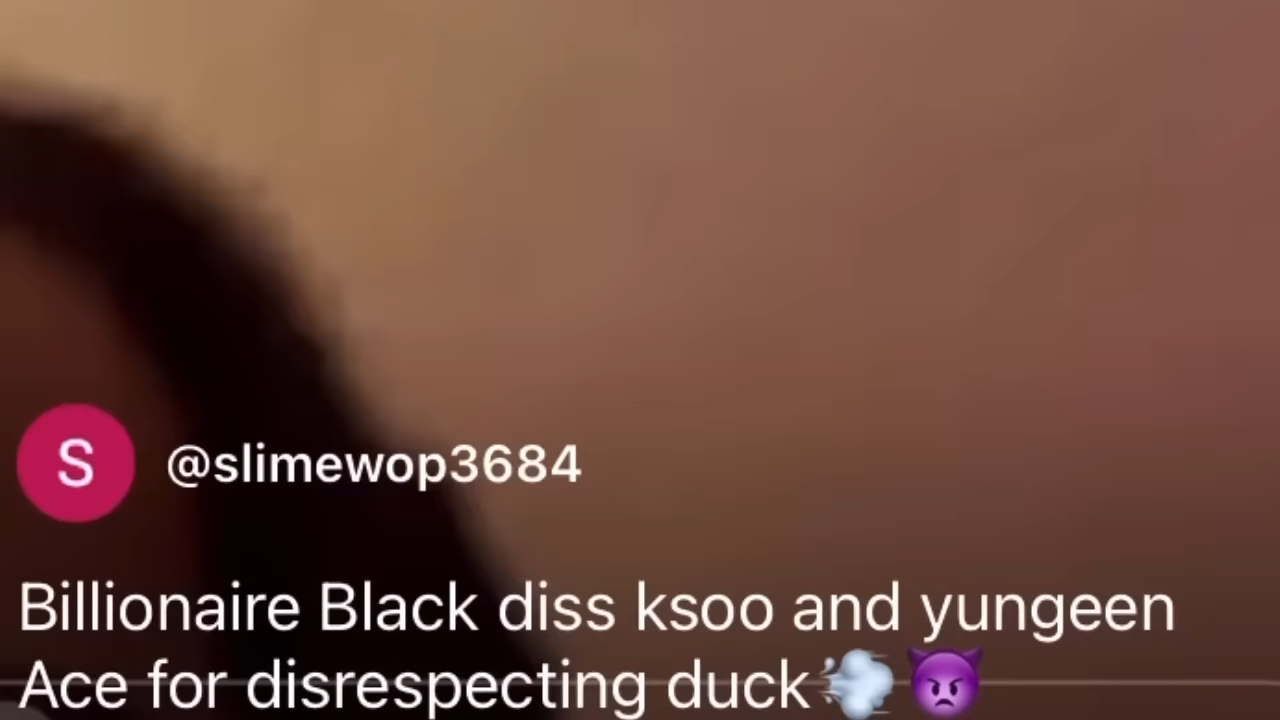 S
@slimewop3684
Billionaire Black diss ksoo and yungeen
Ace for disrespecting duck💨👿